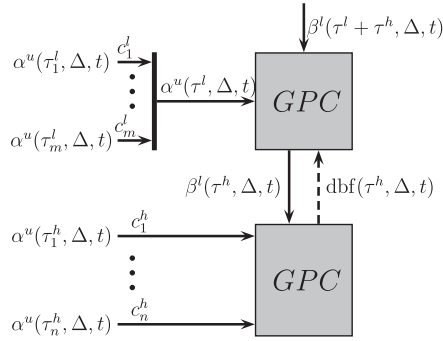 β^l(τ^l + τ^h, Δ, t)
α^u(τ_1^l, Δ, t) c_1^l
α^u(τ^l, Δ, t)
GPC
α^u(τ_m^l, Δ, t) c_m^l
β^l(τ^h, Δ, t) dbf(τ^h, Δ, t)
α^u(τ_1^h, Δ, t) c_1^h
GPC
α^u(τ_n^h, Δ, t) c_n^h